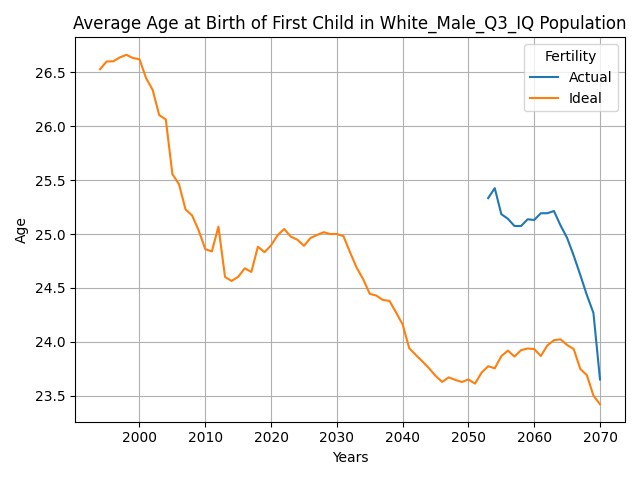 Average Age at Birth of First Child in White_Male_Q3_IQ Population
Fertility
Actual
Ideal
26.5
26.0
25.5
25.0
24.5
24.0
23.5
Age
2000
2010
2020
2030
2040
2050
2060
2070
Years